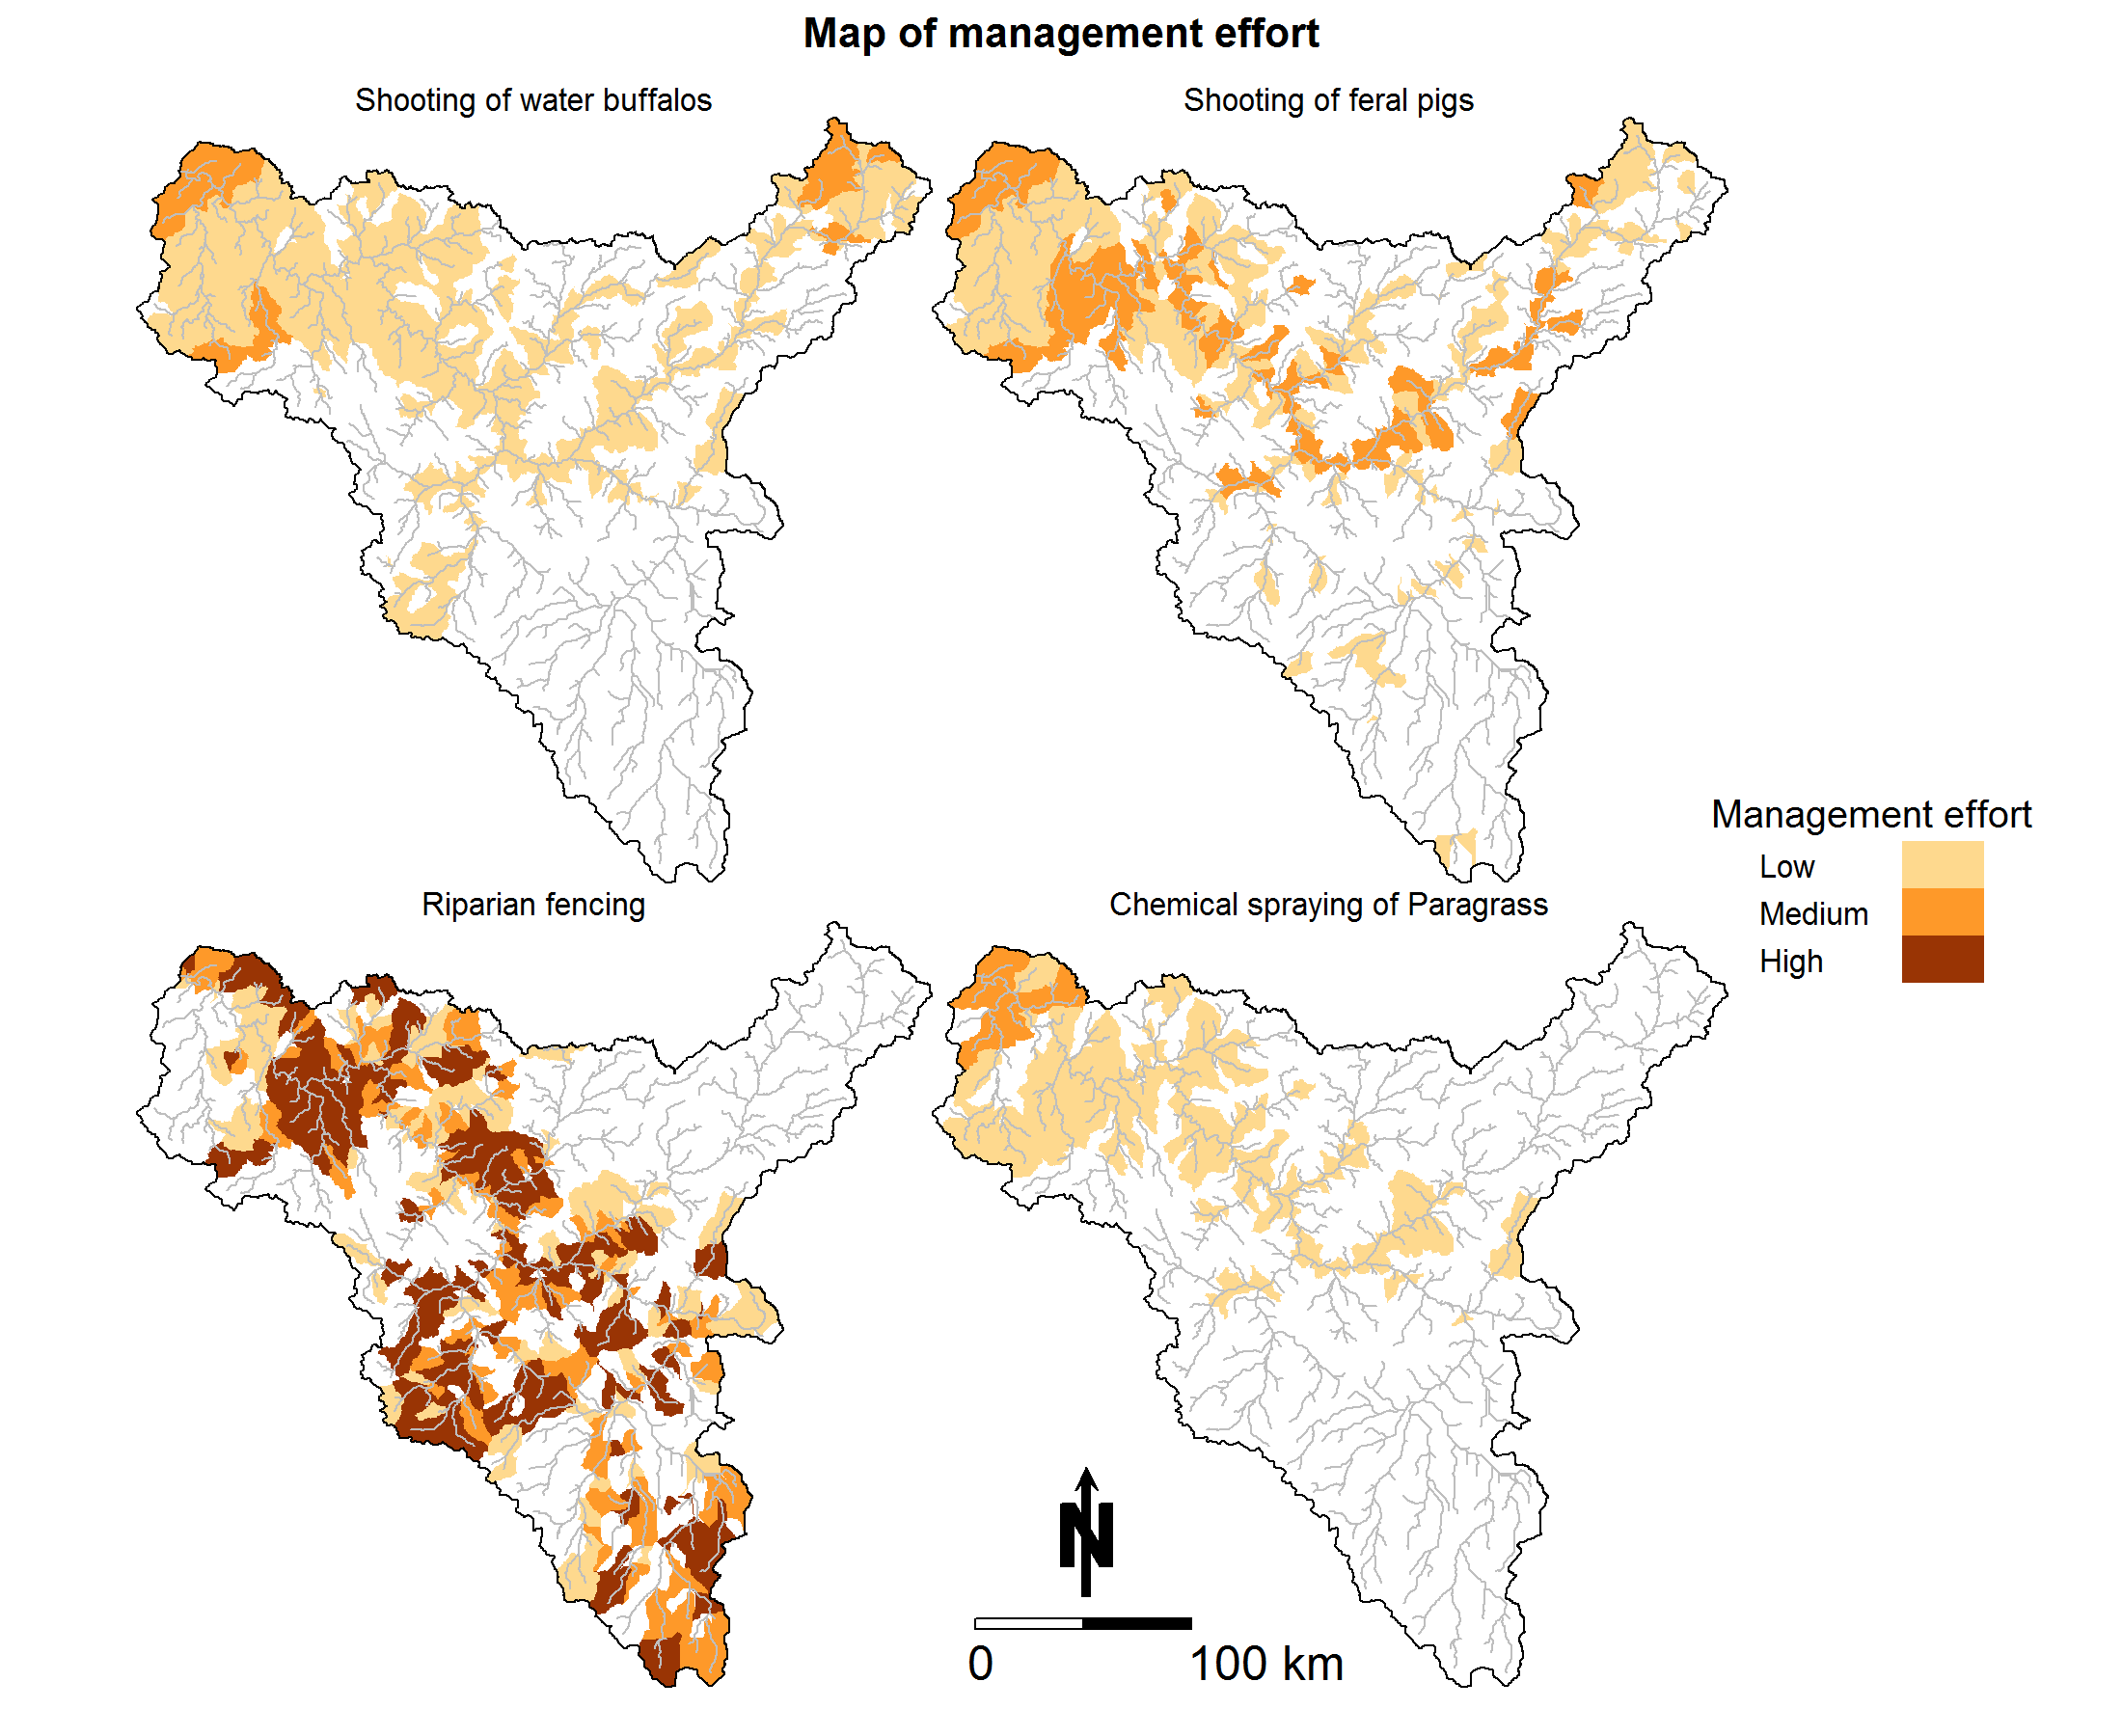 Map of management effort
Shooting of water buffalos
Shooting of feral pigs
Management effort
Low
Medium
High
Riparian fencing
Chemical spraying of Paragrass
N
0
100 km